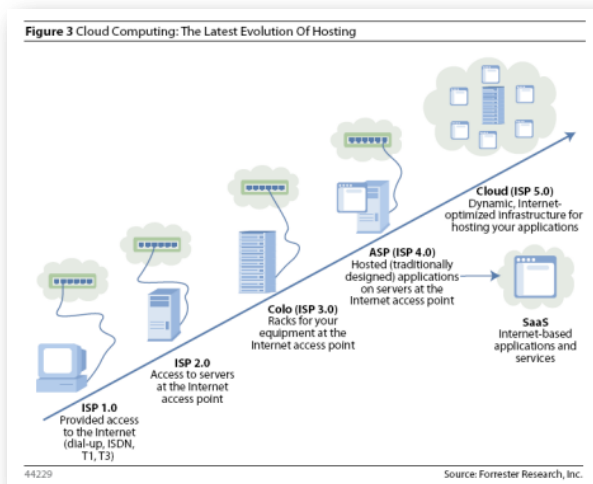 Figure 3 Cloud Computing: The Latest Evolution Of Hosting
Cloud (ISP 5.0)
Dynamic, Internet-
optimized infrastructure for
hosting your applications
ASP (ISP 4.0)
Hosted (traditionally
designed) applications
on servers at the
Internet access point
SaaS
Internet-based
applications and
services
Colo (ISP 3.0)
Racks for your
equipment at the
Internet access point
ISP 2.0
Access to servers
at the Internet
access point
ISP 1.0
Provided access
to the Internet
(dial-up, ISDN,
T1, T3)
44229
Source: Forrester Research, Inc.